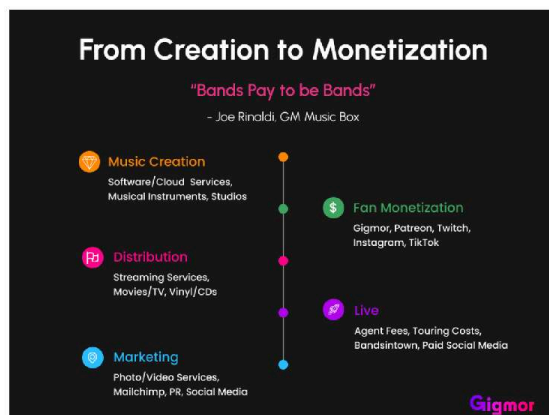 From Creation to Monetization
“Bands Pay to be Bands”
- Joe Rinaldi, GM Music Box
Music Creation
Software/Cloud Services,
Musical Instruments, Studios
Fan Monetization
Gigmor, Patreon, Twitch,
Instagram, TikTok
Distribution
Streaming Services,
Movies/TV, Vinyl/CDs
Live
Agent Fees, Touring Costs,
Bandsintown, Paid Social Media
Marketing
Photo/Video Services,
Mailchimp, PR, Social Media
Gigmor